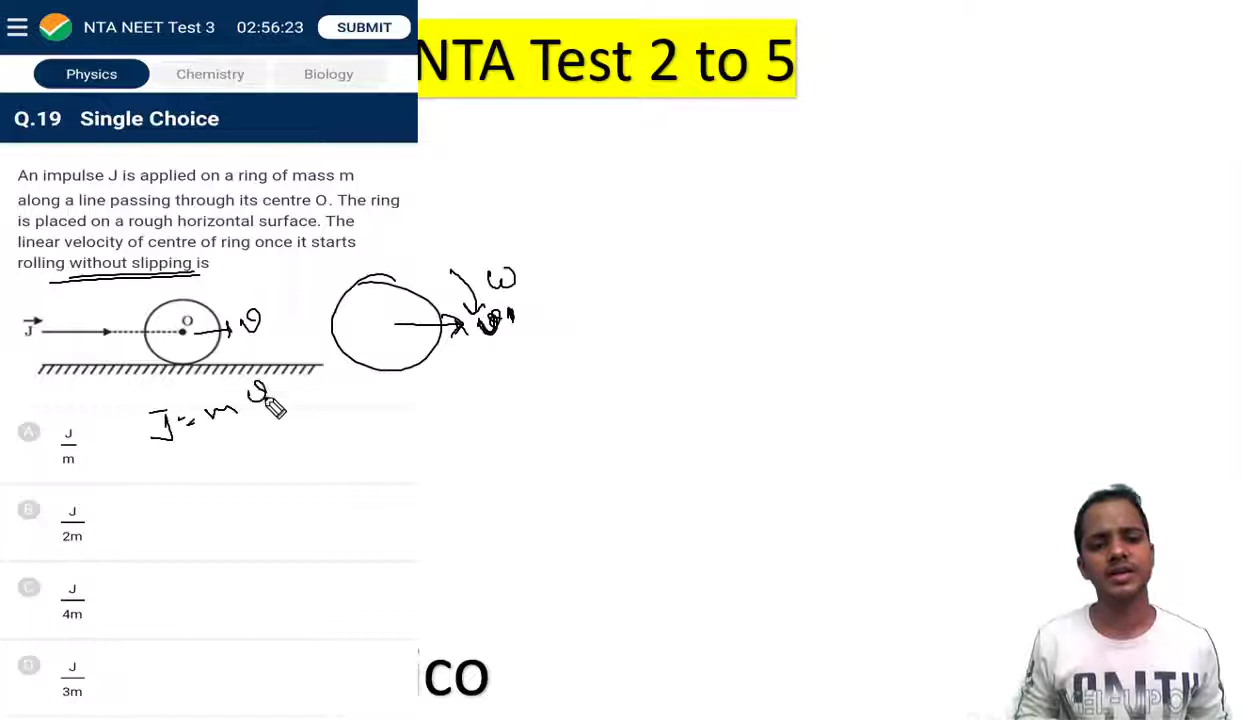 NTA NEET Test 3 02:56:23 SUBMIT
NTA Test 2 to 5
Physics Chemistry Biology
Q.19 Single Choice
An impulse J is applied on a ring of mass m
along a line passing through its centre O. The ring
is placed on a rough horizontal surface. The
linear velocity of centre of ring once it starts
rolling without slipping is
ω
J
O
v
J = m v
A
J
m
B
J
2m
C
J
4m
D
J
3m
co